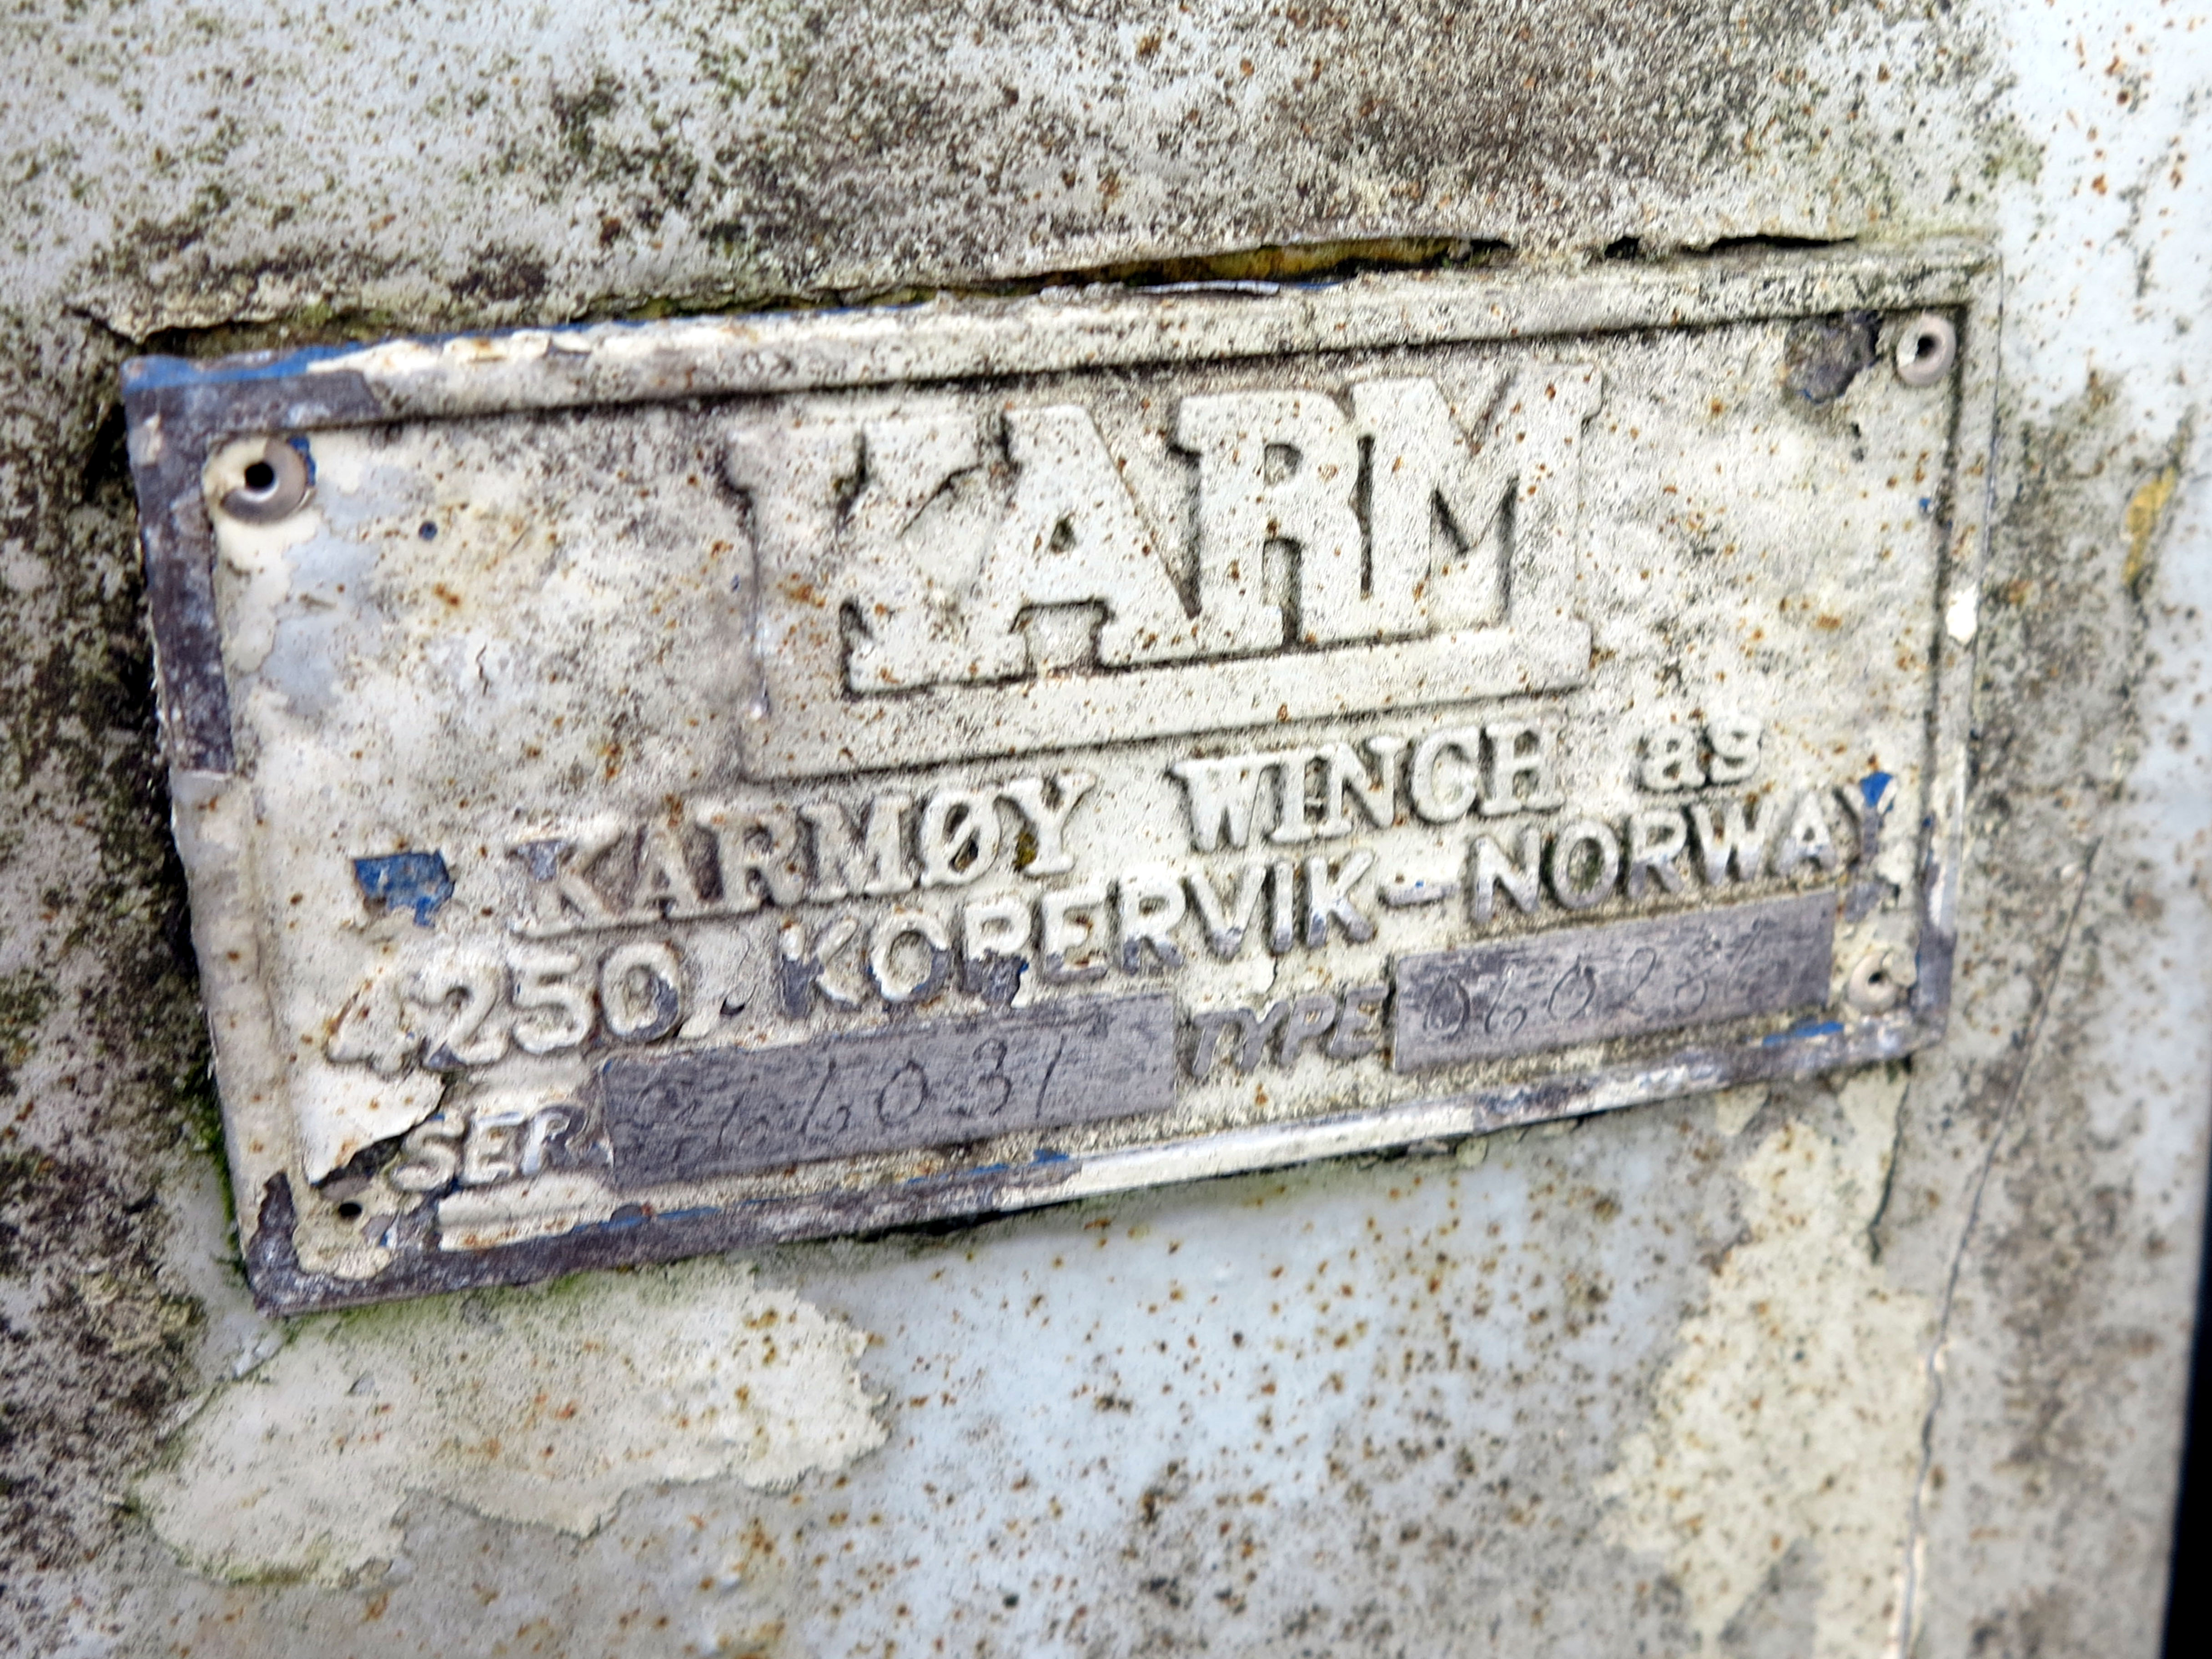 KARM
KARMØY WINCH as
4250 KOPERVIK-NORWAY
SER. TYPE